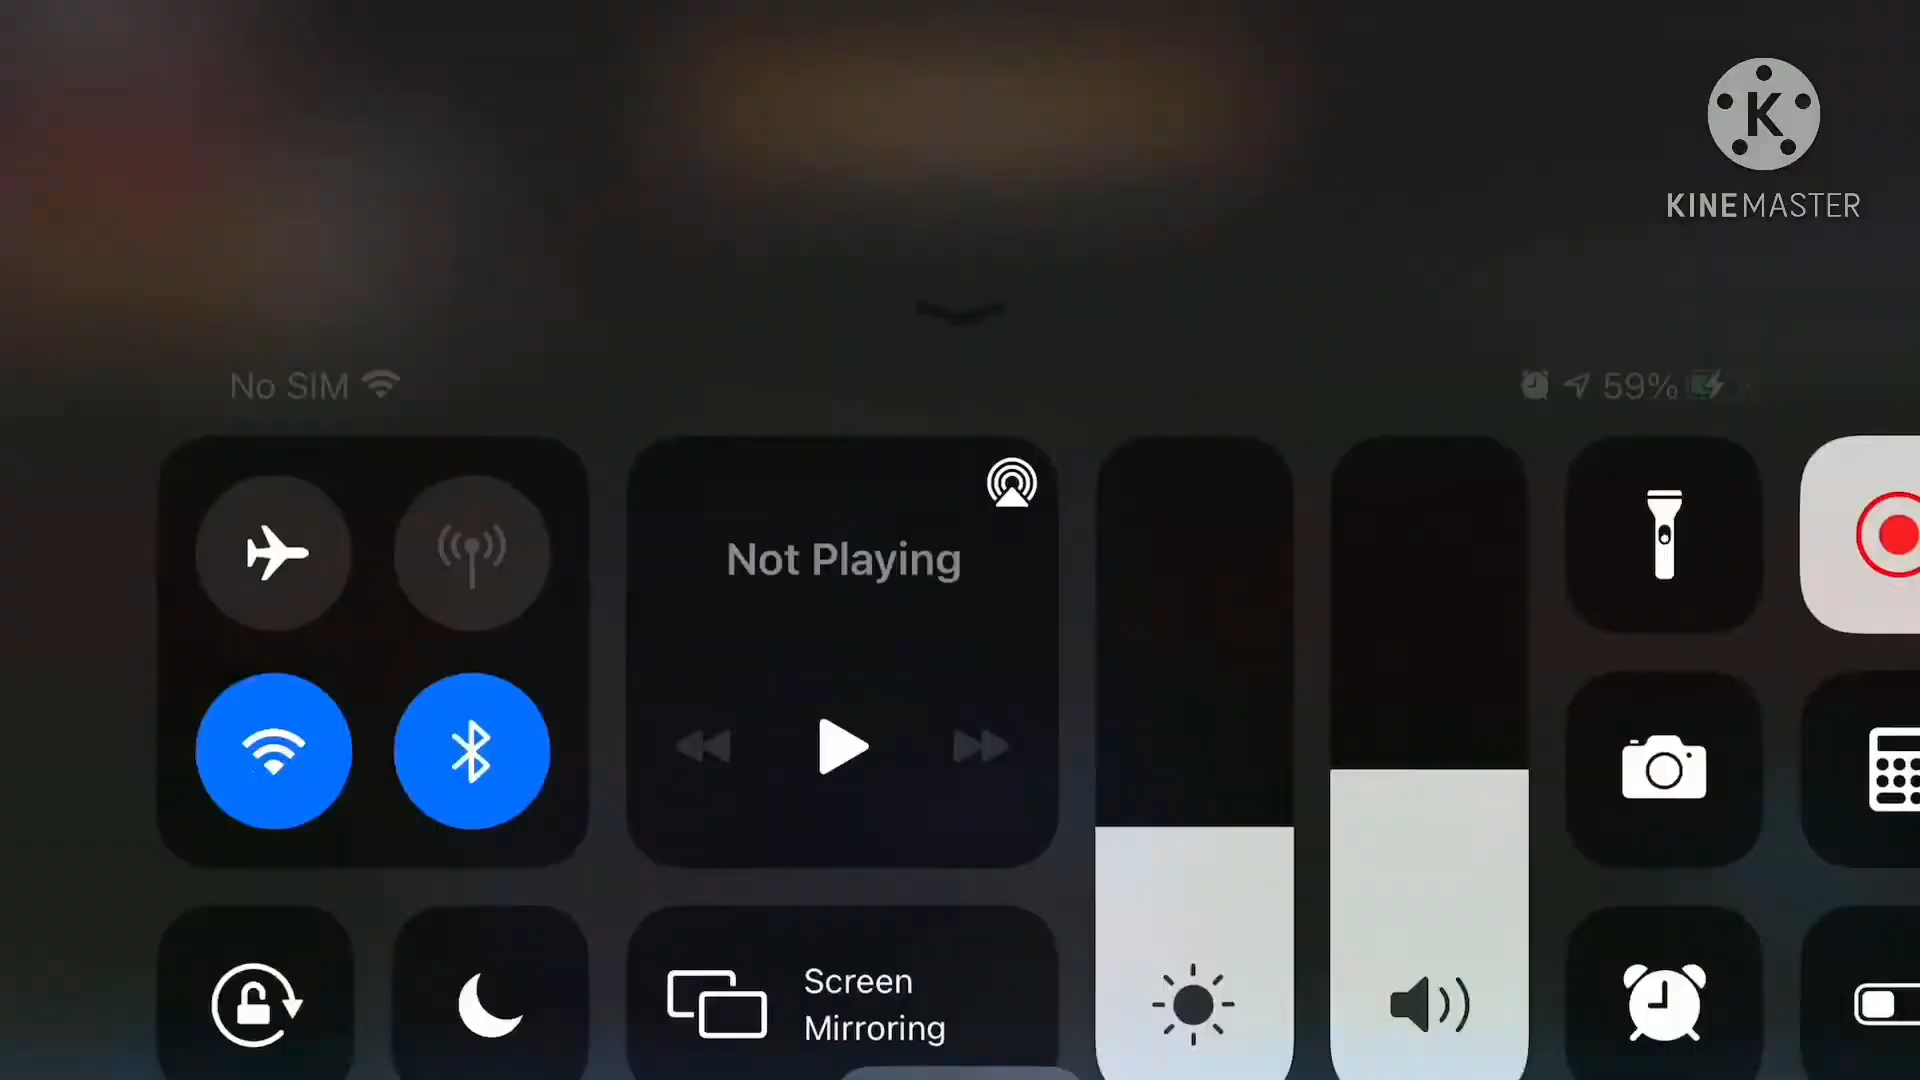 KINEMASTER
No SIM
59%
Not Playing
Screen
Mirroring